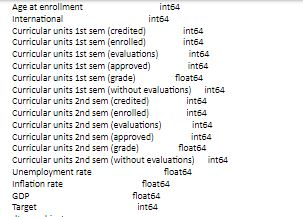 Age at enrollment int64
International int64
Curricular units 1st sem (credited) int64
Curricular units 1st sem (enrolled) int64
Curricular units 1st sem (evaluations) int64
Curricular units 1st sem (approved) int64
Curricular units 1st sem (grade) float64
Curricular units 1st sem (without evaluations) int64
Curricular units 2nd sem (credited) int64
Curricular units 2nd sem (enrolled) int64
Curricular units 2nd sem (evaluations) int64
Curricular units 2nd sem (approved) int64
Curricular units 2nd sem (grade) float64
Curricular units 2nd sem (without evaluations) int64
Unemployment rate float64
Inflation rate float64
GDP float64
Target int64